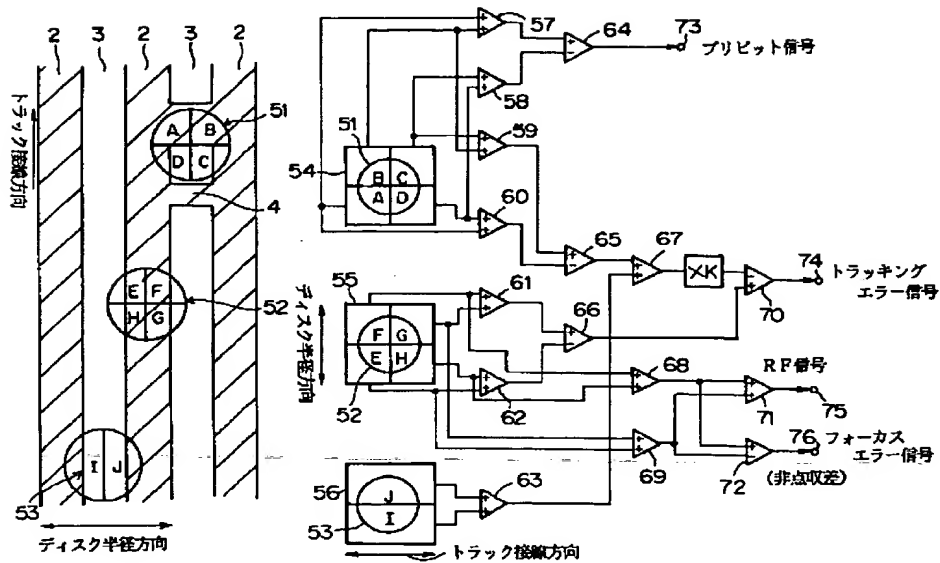 2 3 2 3 2
トラック接線方向
A B
D C
51
4
E F
H G
52
I J
53
ディスク半径方向
57
64
73
プリピット信号
58
59
51
54
B C
A D
60
65
67
74
XK
トラッキング
エラー信号
70
ディスク半径方向
55
F G
E H
52
61
66
62
68
RF信号
71
75
69
76
フォーカス
エラー信号
72
(非点収差)
56
J
I
53
63
トラック接線方向